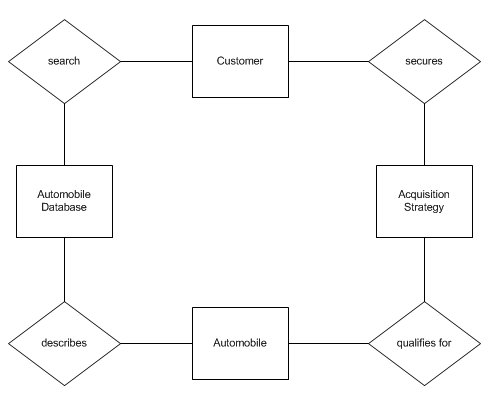 search
Customer
secures
Automobile
Database
Acquisition
Strategy
describes
Automobile
qualifies for